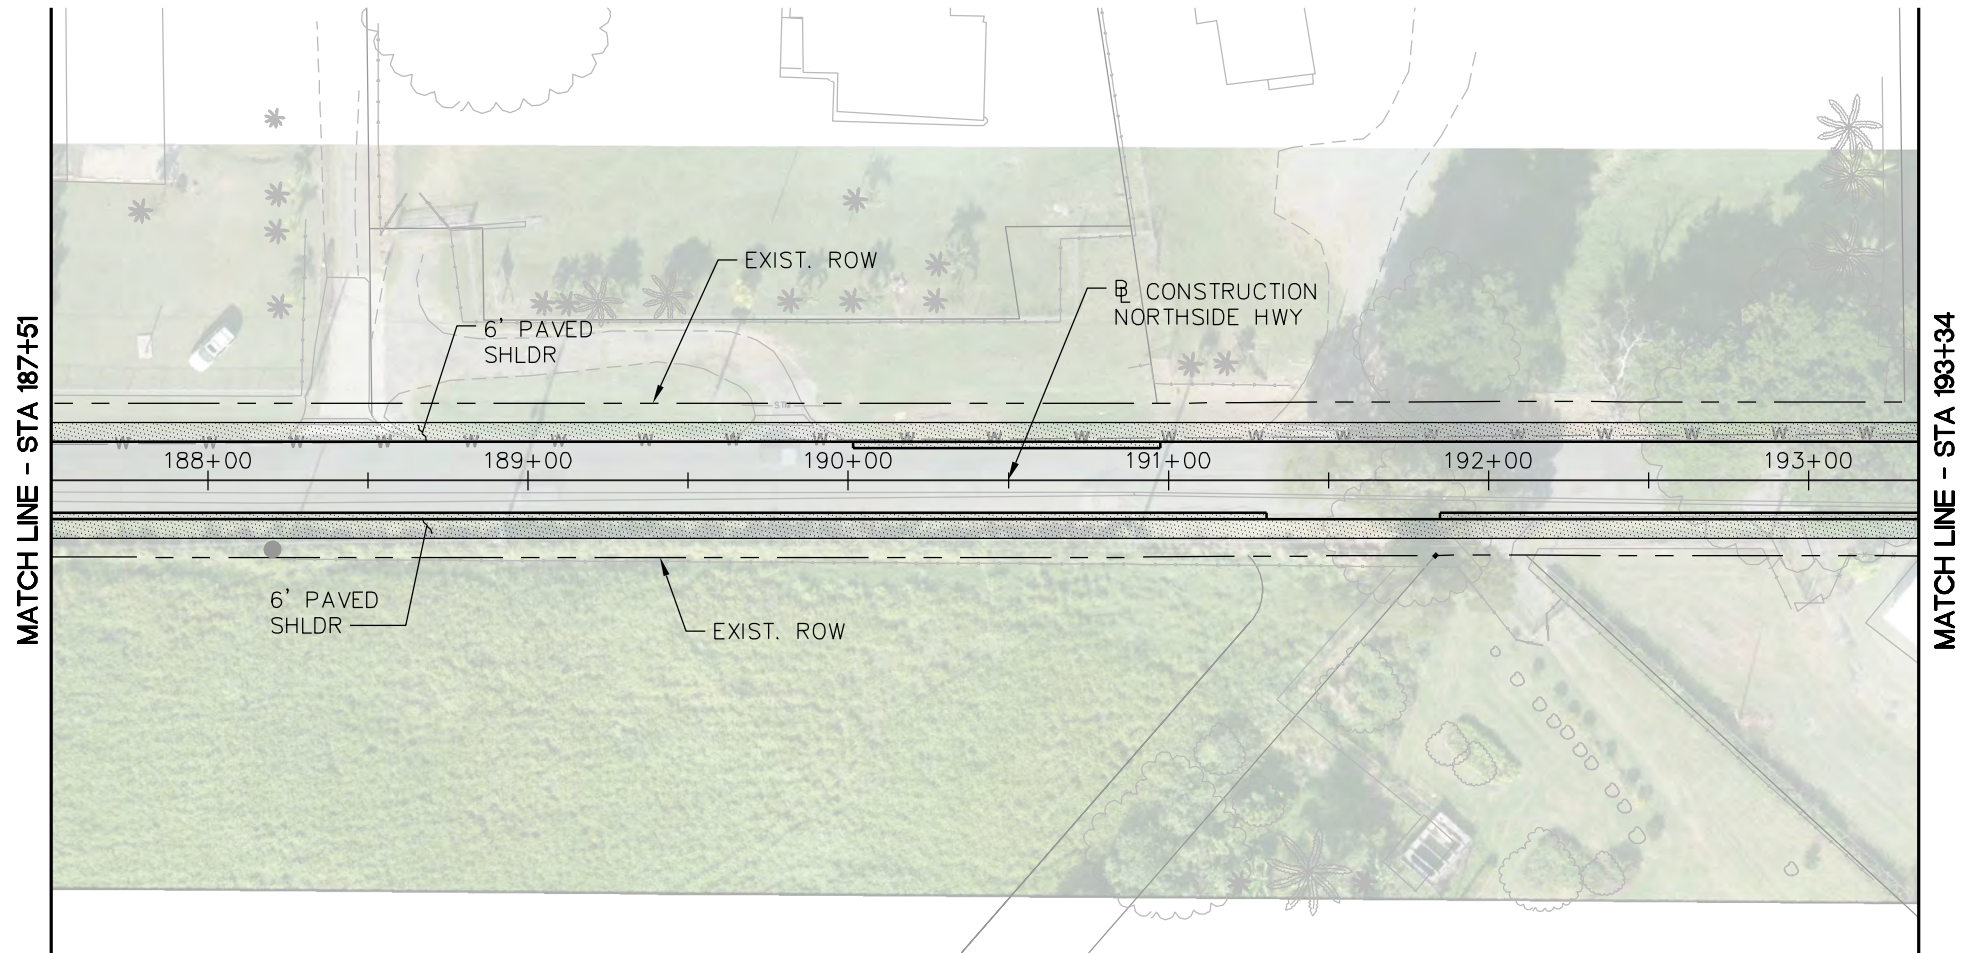 MATCH LINE - STA 187+51
EXIST. ROW
BL CONSTRUCTION
NORTHSIDE HWY
6' PAVED
SHLDR
W W W W W W W W W W W W W W W W W W W W W
188+00 189+00 190+00 191+00 192+00 193+00
6' PAVED
SHLDR
EXIST. ROW
MATCH LINE - STA 193+34